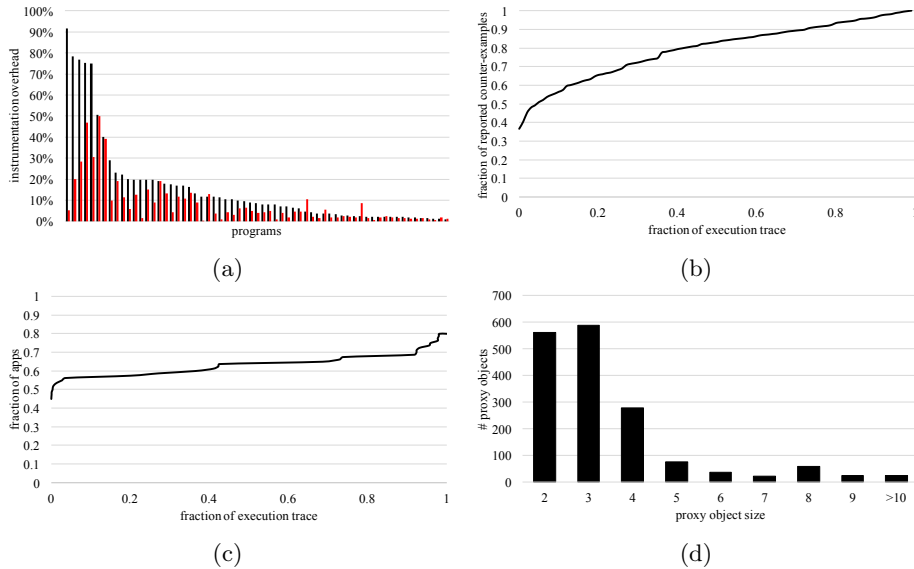 100%
90%
80%
70%
60%
50%
40%
30%
20%
10%
0%
instrumentation overhead
programs
(a)
1
0.9
0.8
0.7
0.6
0.5
0.4
0.3
0.2
0.1
0
fraction of reported counter-examples
0 0.2 0.4 0.6 0.8 1
fraction of execution trace
(b)
1
0.9
0.8
0.7
0.6
0.5
0.4
0.3
0.2
0.1
0
fraction of apps
0 0.2 0.4 0.6 0.8 1
fraction of execution trace
(c)
700
600
500
400
300
200
100
0
# proxy objects
2 3 4 5 6 7 8 9 >10
proxy object size
(d)